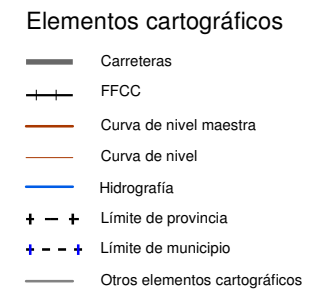 Elementos cartográficos
Carreteras
FFCC
Curva de nivel maestra
Curva de nivel
Hidrografía
Límite de provincia
Límite de municipio
Otros elementos cartográficos